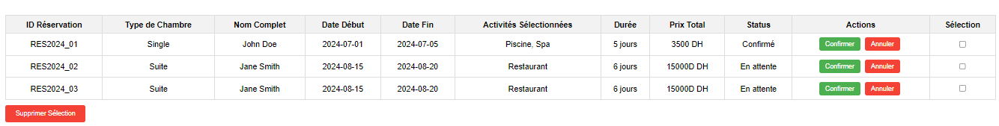 ID Réservation Type de Chambre Nom Complet Date Début Date Fin Activités Sélectionnées Durée Prix Total Status Actions Sélection
RES2024_01 Single John Doe 2024-07-01 2024-07-05 Piscine, Spa 5 jours 3500 DH Confirmé Confirmer Annuler
RES2024_02 Suite Jane Smith 2024-08-15 2024-08-20 Restaurant 6 jours 15000D DH En attente Confirmer Annuler
RES2024_03 Suite Jane Smith 2024-08-15 2024-08-20 Restaurant 6 jours 15000D DH En attente Confirmer Annuler
Supprimer Sélection